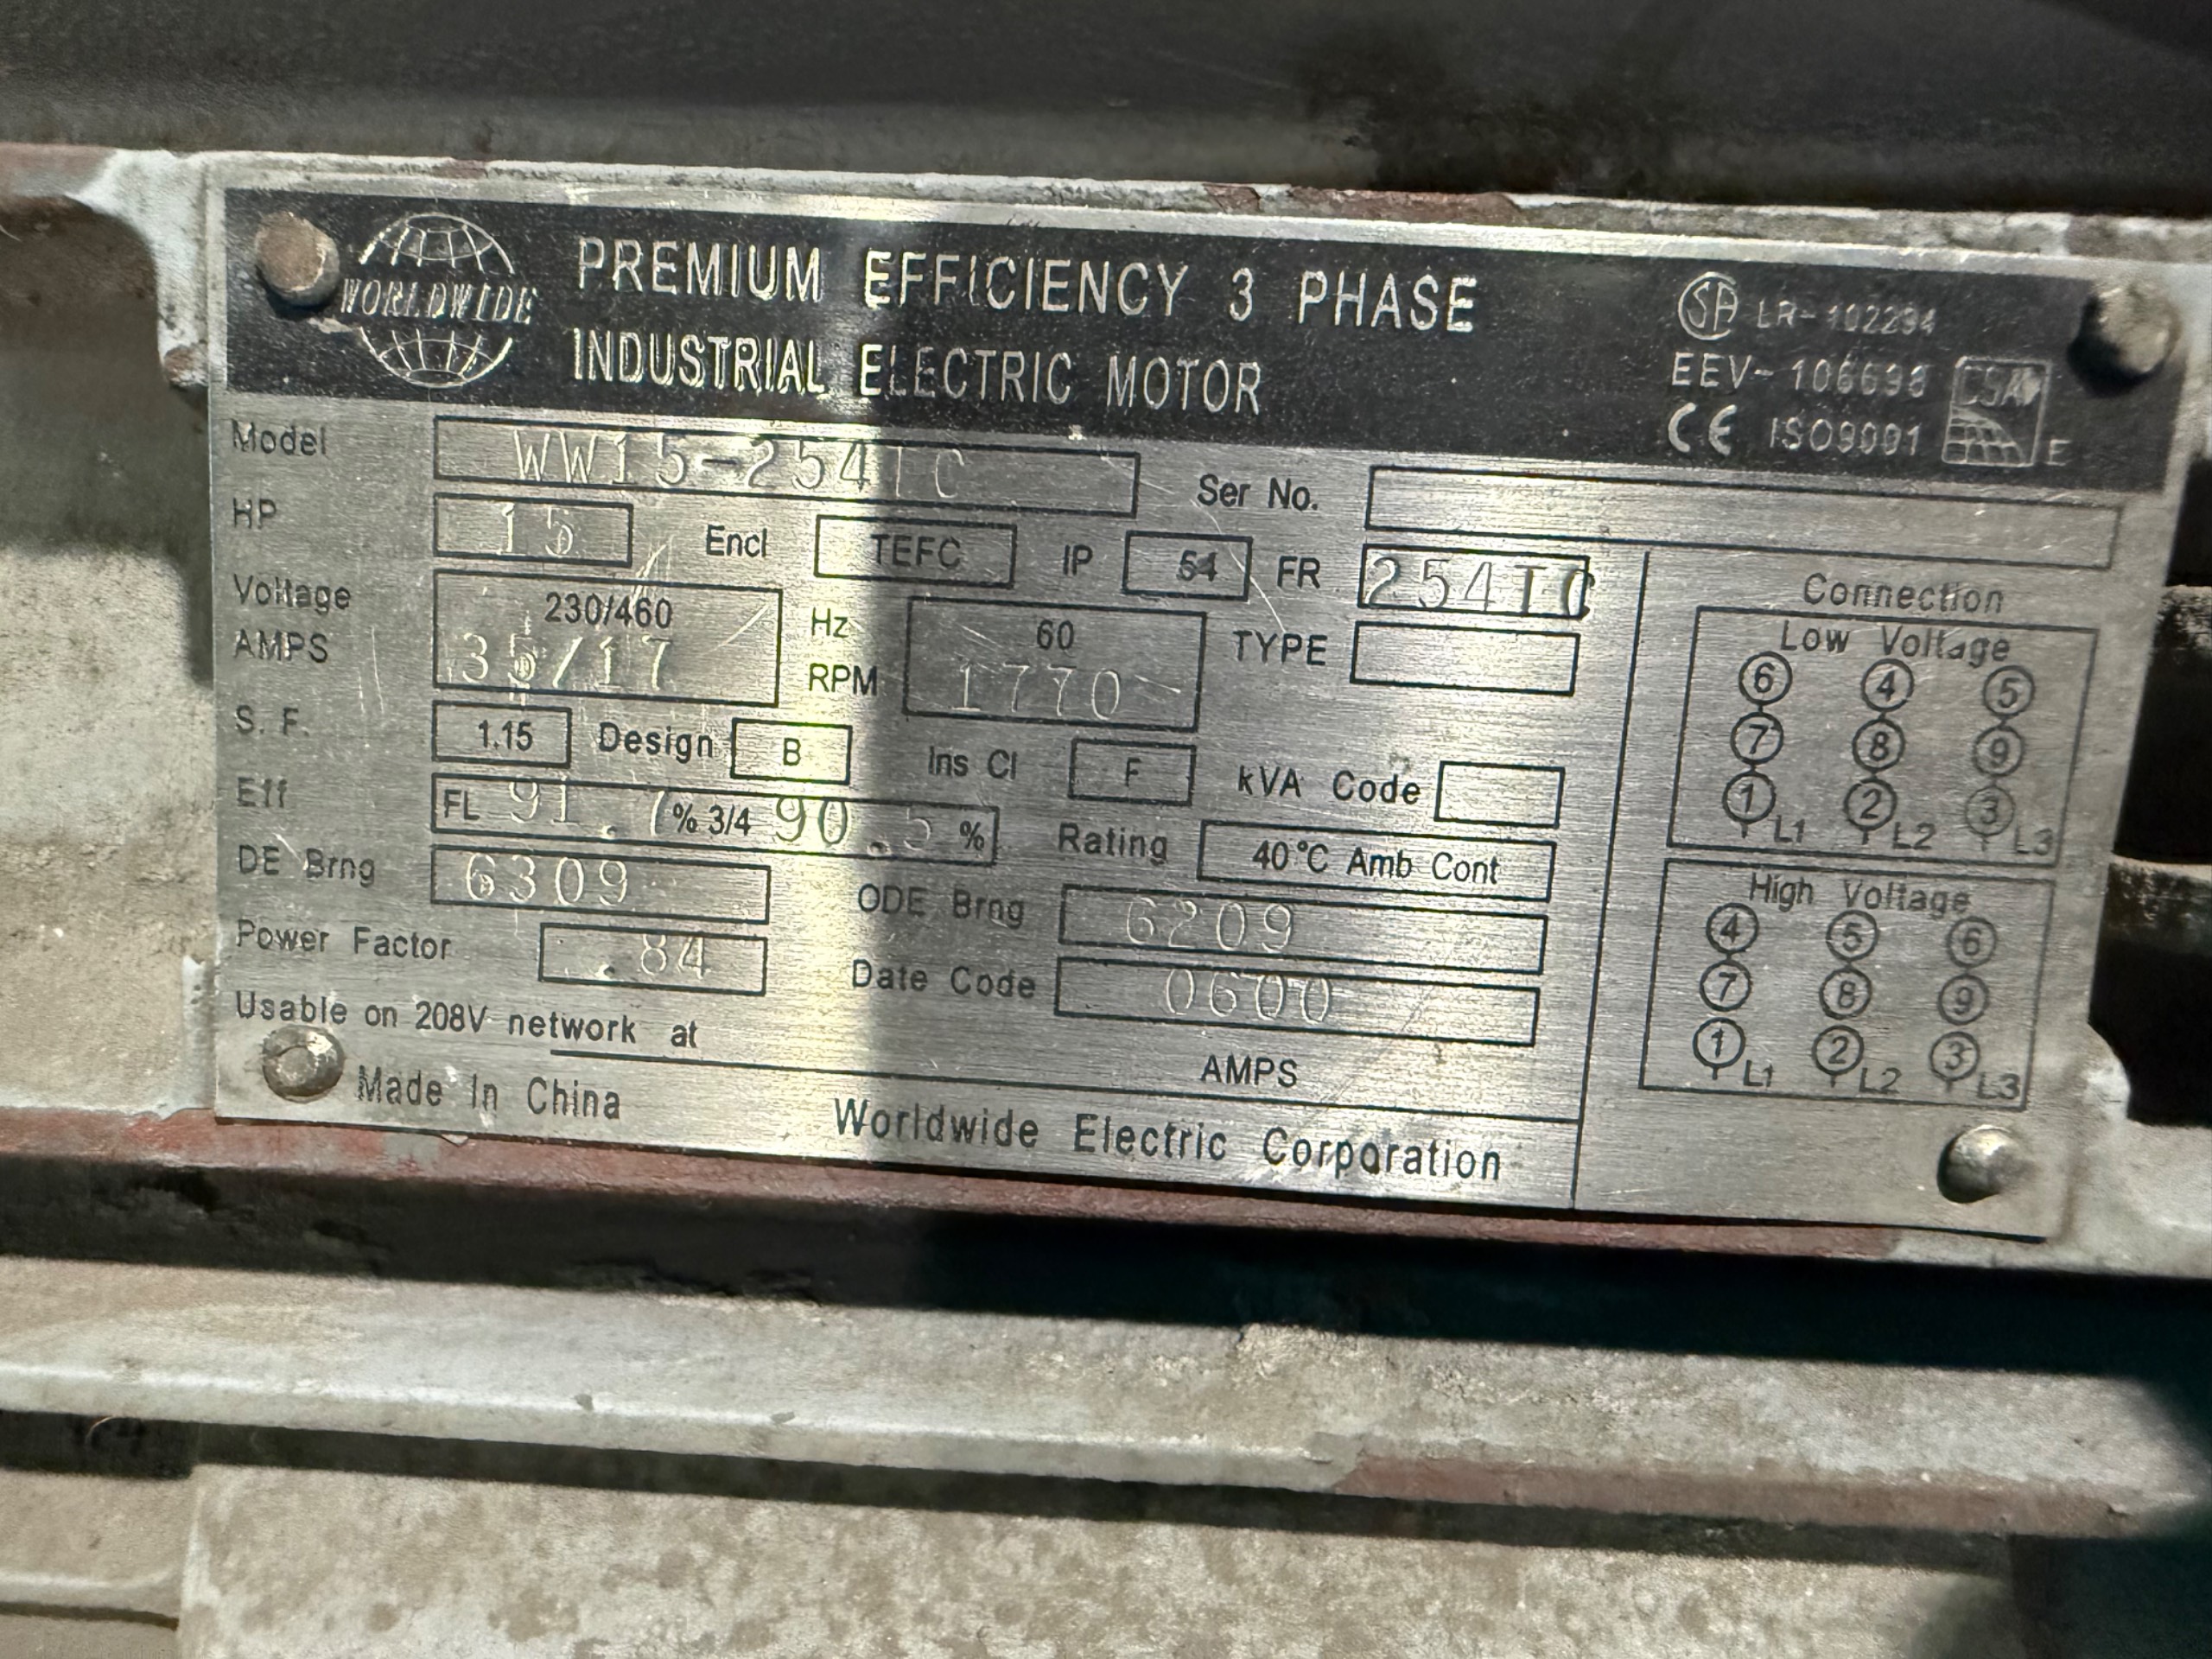 WORLDWIDE
PREMIUM EFFICIENCY 3 PHASE
INDUSTRIAL ELECTRIC MOTOR
LR-102294
EEV-106698
CE ISO9001
CSA
E
Model WW15-254TC Ser No.
HP 15 Encl TEFC IP 54 FR 254TC
Voltage 230/460 Hz 60 TYPE
AMPS 35/17 RPM 1770
S. F. 1.15 Design B Ins Cl F kVA Code
Eff FL 91.7% 3/4 90.5% Rating 40°C Amb Cont
DE Brng 6309 ODE Brng 6209
Power Factor .84 Date Code 0600
Usable on 208V network at AMPS
Made In China Worldwide Electric Corporation
Connection
Low Voltage
6 4 5
7 8 9
1 L1 2 L2 3 L3
High Voltage
4 5 6
7 8 9
1 L1 2 L2 3 L3